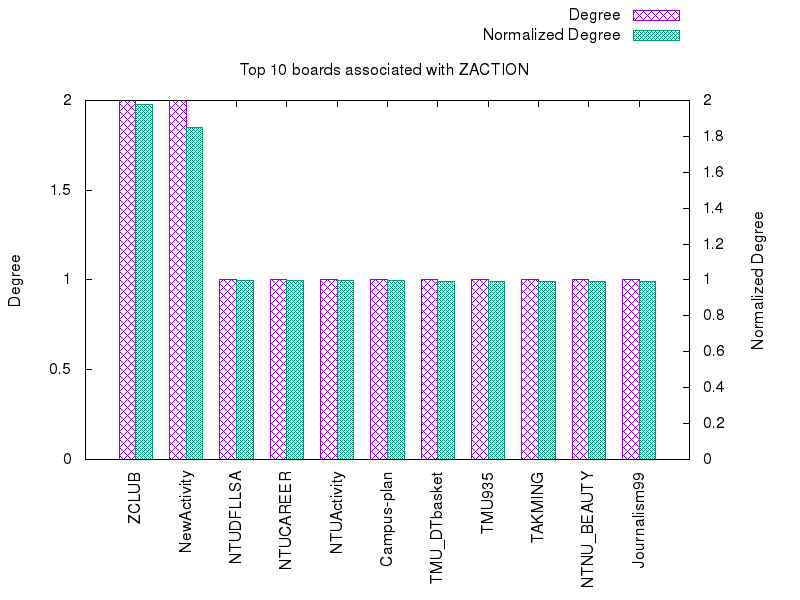 Degree
Normalized Degree
Top 10 boards associated with ZACTION
2
1.5
1
0.5
0
Degree
2
1.8
1.6
1.4
1.2
1
0.8
0.6
0.4
0.2
0
Normalized Degree
ZCLUB
NewActivity
NTUDFLLSA
NTUCAREER
NTUActivity
Campus-plan
TMU_DTbasket
TMU935
TAKMING
NTNU_BEAUTY
Journalism99